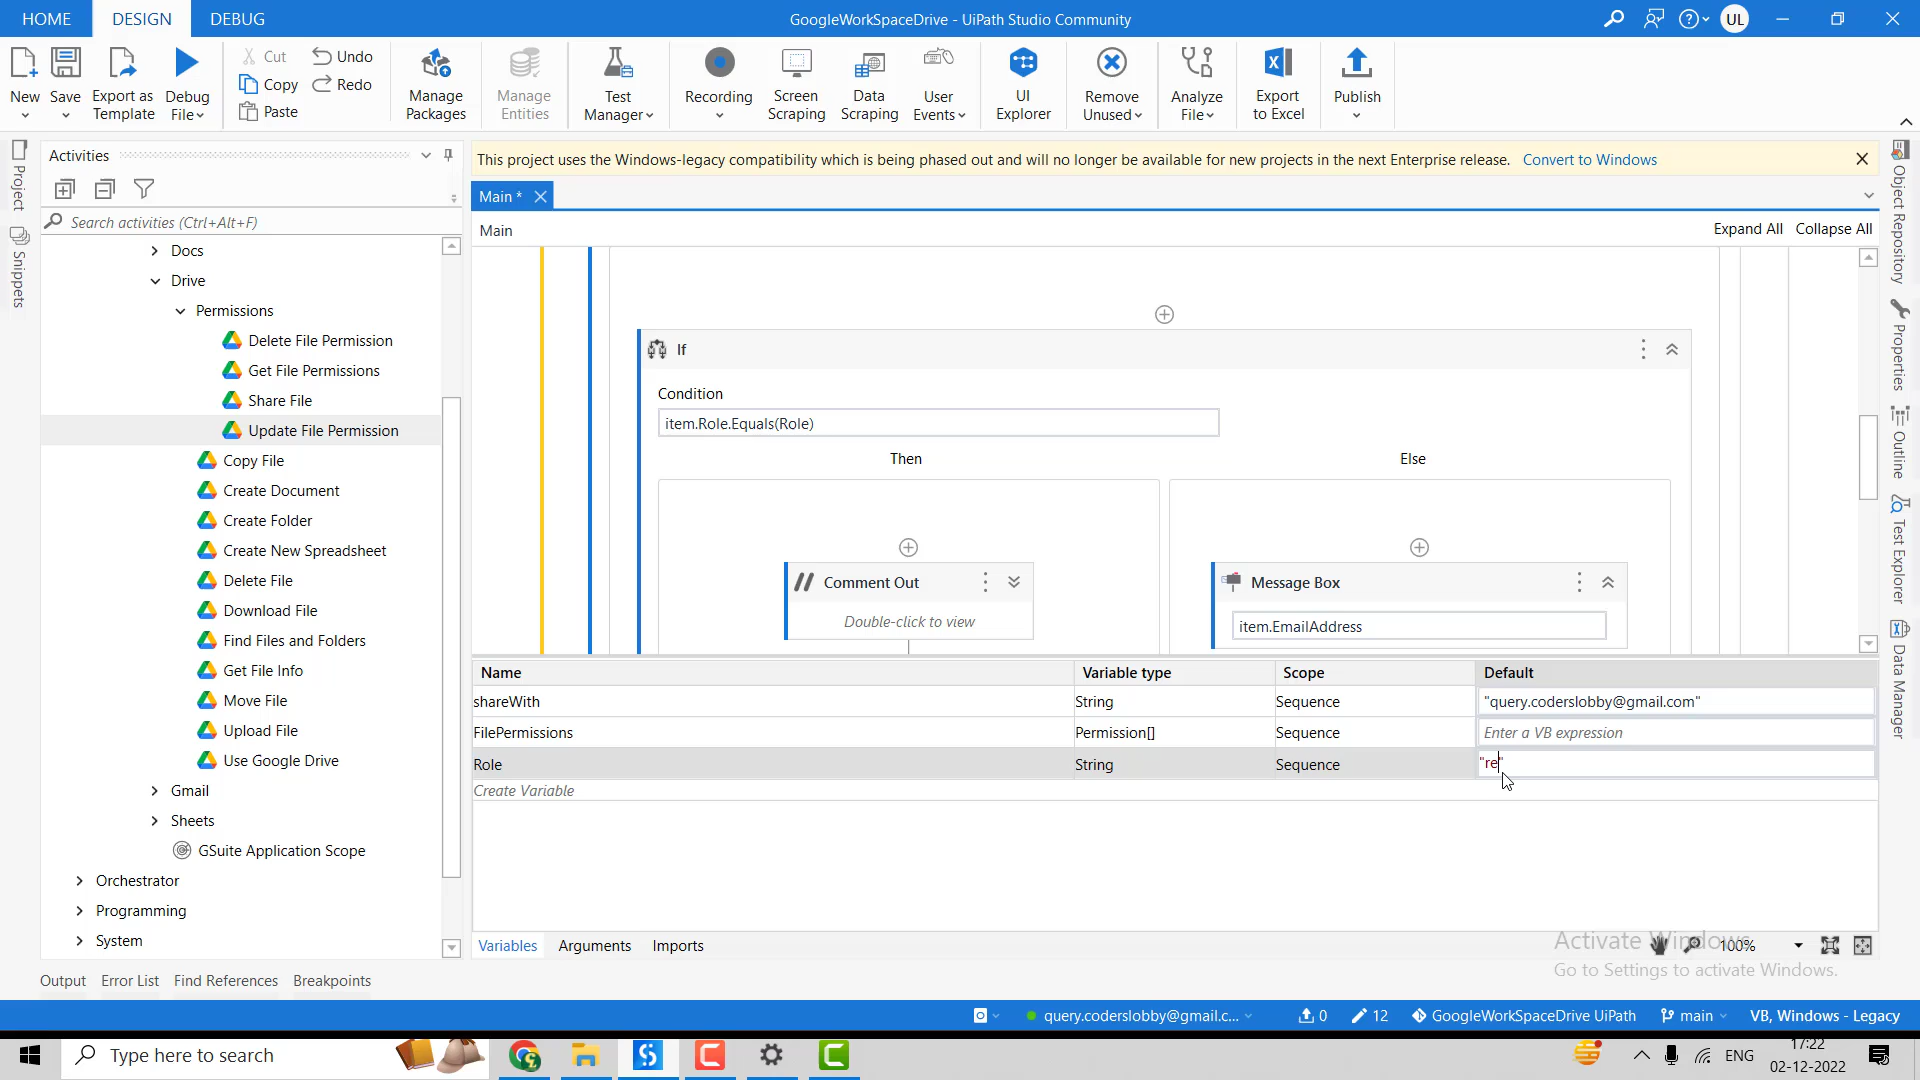 HOME DESIGN DEBUG
GoogleWorkSpaceDrive - UiPath Studio Community
UL
New
Save
Export as Template
Debug File
Cut
Copy
Paste
Undo
Redo
Manage Packages
Manage Entities
Test Manager
Recording
Screen Scraping
Data Scraping
User Events
UI Explorer
Remove Unused
Analyze File
Export to Excel
Publish
Project
Snippets
Activities
Search activities (Ctrl+Alt+F)
Docs
Drive
Permissions
Delete File Permission
Get File Permissions
Share File
Update File Permission
Copy File
Create Document
Create Folder
Create New Spreadsheet
Delete File
Download File
Find Files and Folders
Get File Info
Move File
Upload File
Use Google Drive
Gmail
Sheets
GSuite Application Scope
Orchestrator
Programming
System
This project uses the Windows-legacy compatibility which is being phased out and will no longer be available for new projects in the next Enterprise release. Convert to Windows
Main *
Main
Expand All Collapse All
If
Condition
item.Role.Equals(Role)
Then Else
Comment Out
Double-click to view
Message Box
item.EmailAddress
Name Variable type Scope Default
shareWith String Sequence "query.coderslobby@gmail.com"
FilePermissions Permission[] Sequence Enter a VB expression
Role String Sequence "re"
Create Variable
Variables Arguments Imports
100%
Activate Windows
Go to Settings to activate Windows.
Object Repository
Properties
Outline
Test Explorer
Data Manager
Output Error List Find References Breakpoints
query.coderslobby@gmail.c...
0
12
GoogleWorkSpaceDrive UiPath
main
VB, Windows - Legacy
Type here to search
ENG
17:22
02-12-2022